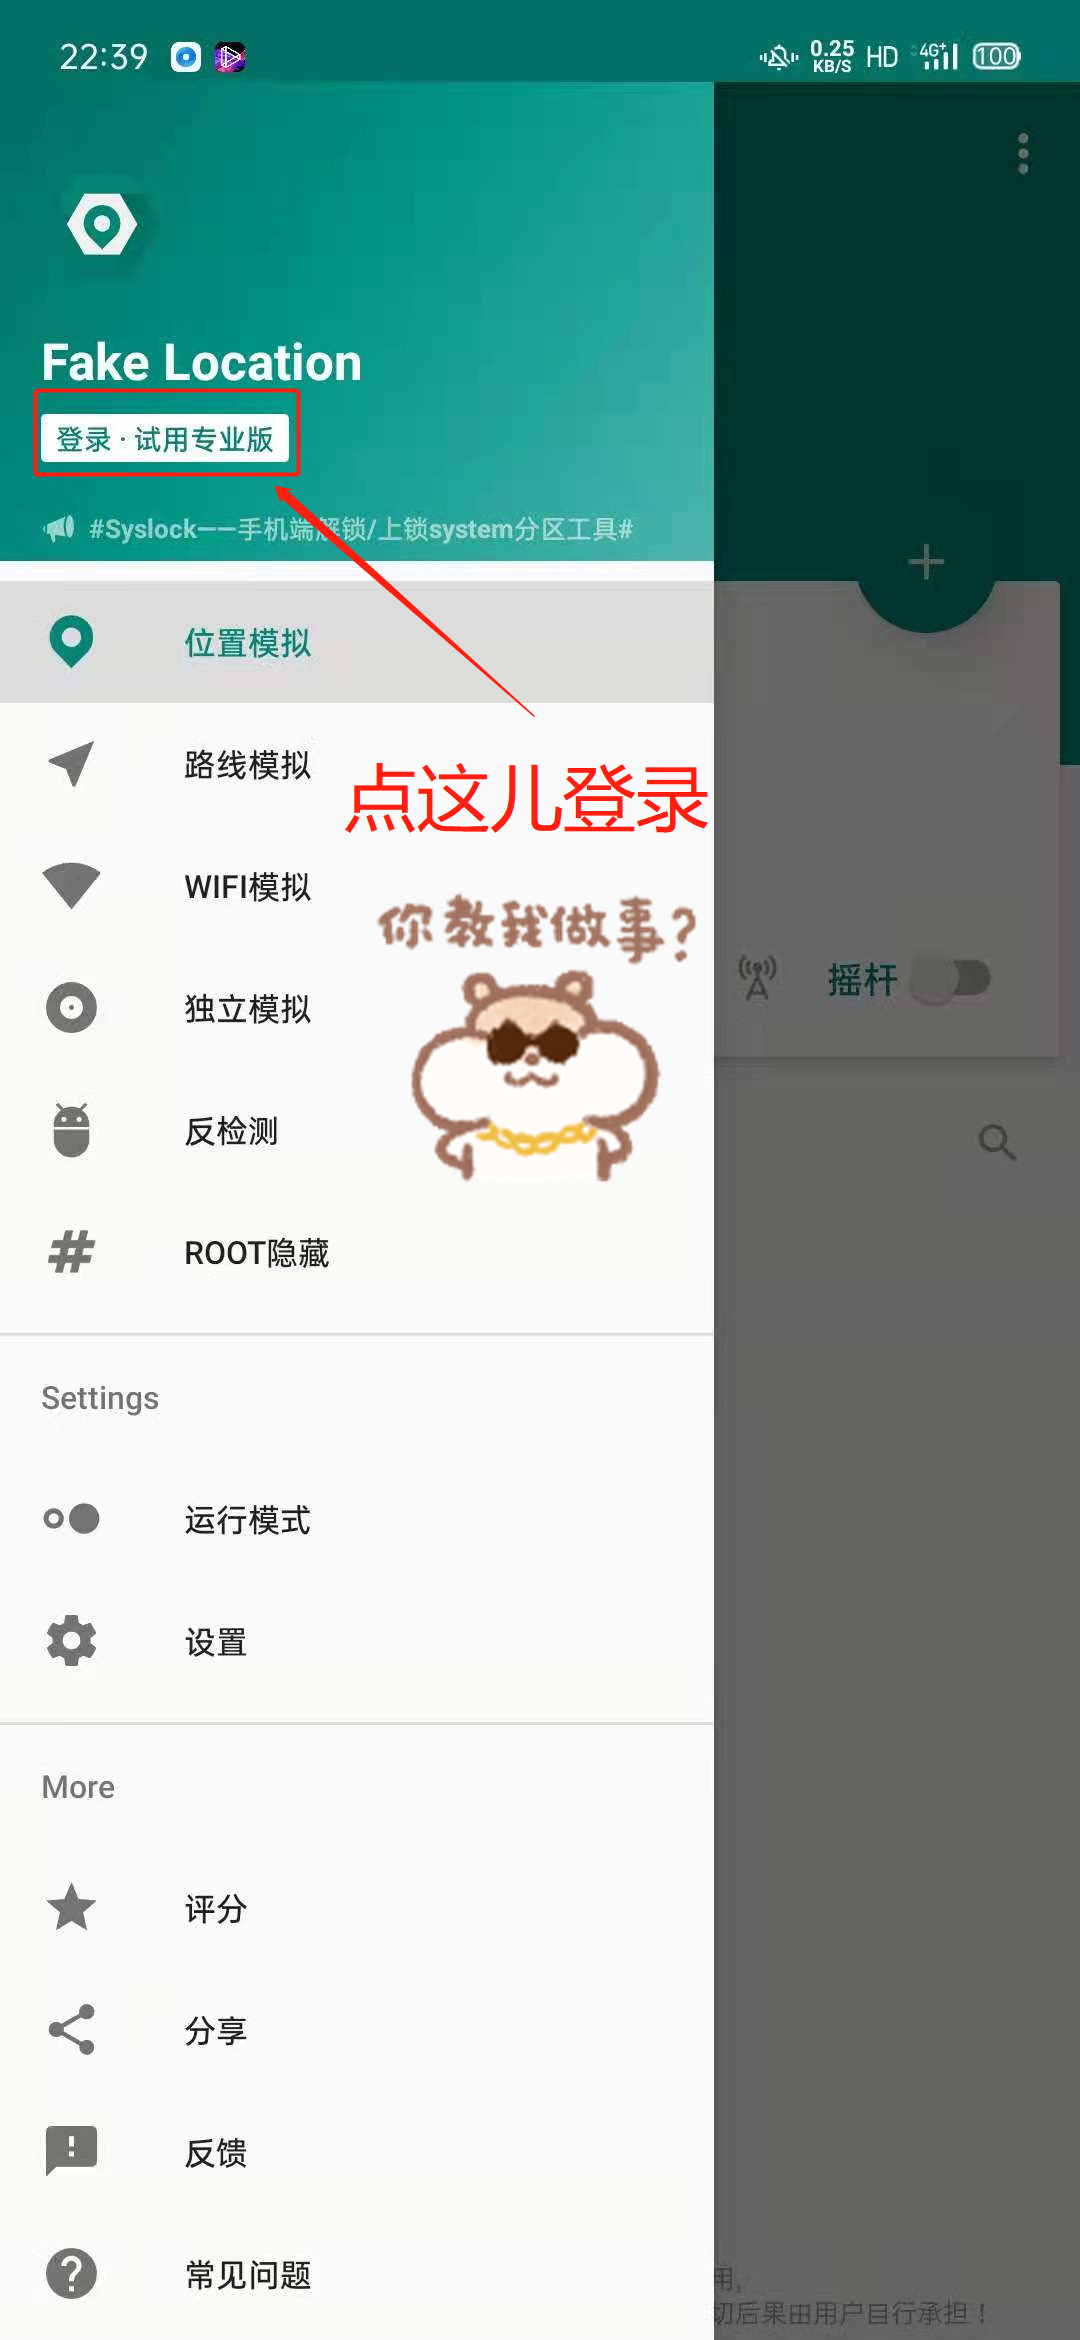 22:39
0.25
KB/S
HD
4G+
100
Fake Location
登录 · 试用专业版
#Syslock——手机端解锁/上锁system分区工具#
位置模拟
路线模拟
点这儿登录
WIFI模拟
你教我做事?
独立模拟
摇杆
反检测
ROOT隐藏
Settings
运行模式
设置
More
评分
分享
反馈
常见问题
用,
切后果由用户自行承担！